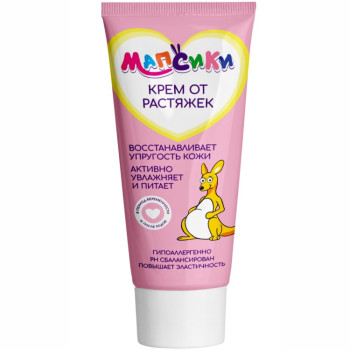 МАПСИКИ
КРЕМ ОТ
РАСТЯЖЕК
ВОССТАНАВЛИВАЕТ
УПРУГОСТЬ КОЖИ
АКТИВНО
УВЛАЖНЯЕТ
И ПИТАЕТ
ГИПОАЛЛЕРГЕННО
PH СБАЛАНСИРОВАН
ПОВЫШАЕТ ЭЛАСТИЧНОСТЬ